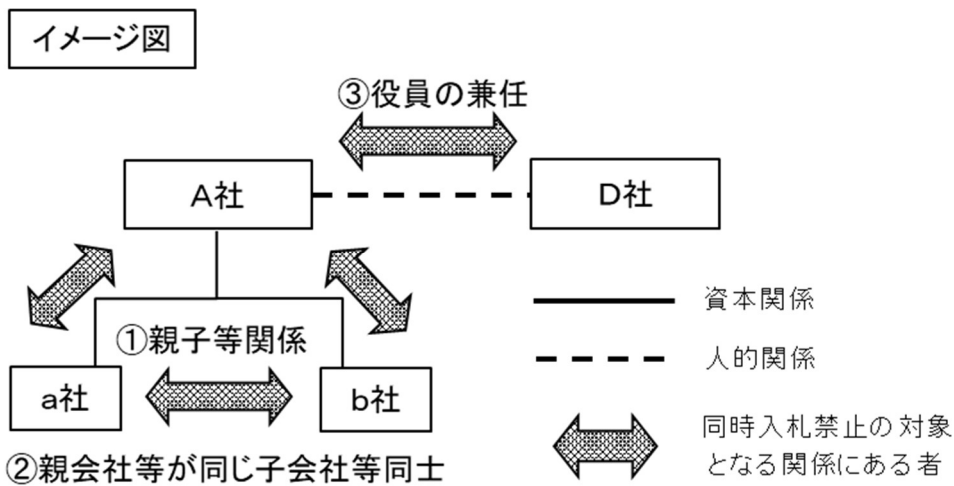 イメージ図
③役員の兼任
A社
D社
①親子等関係
a社
b社
②親会社等が同じ子会社等同士
資本関係
人的関係
同時入札禁止の対象
となる関係にある者